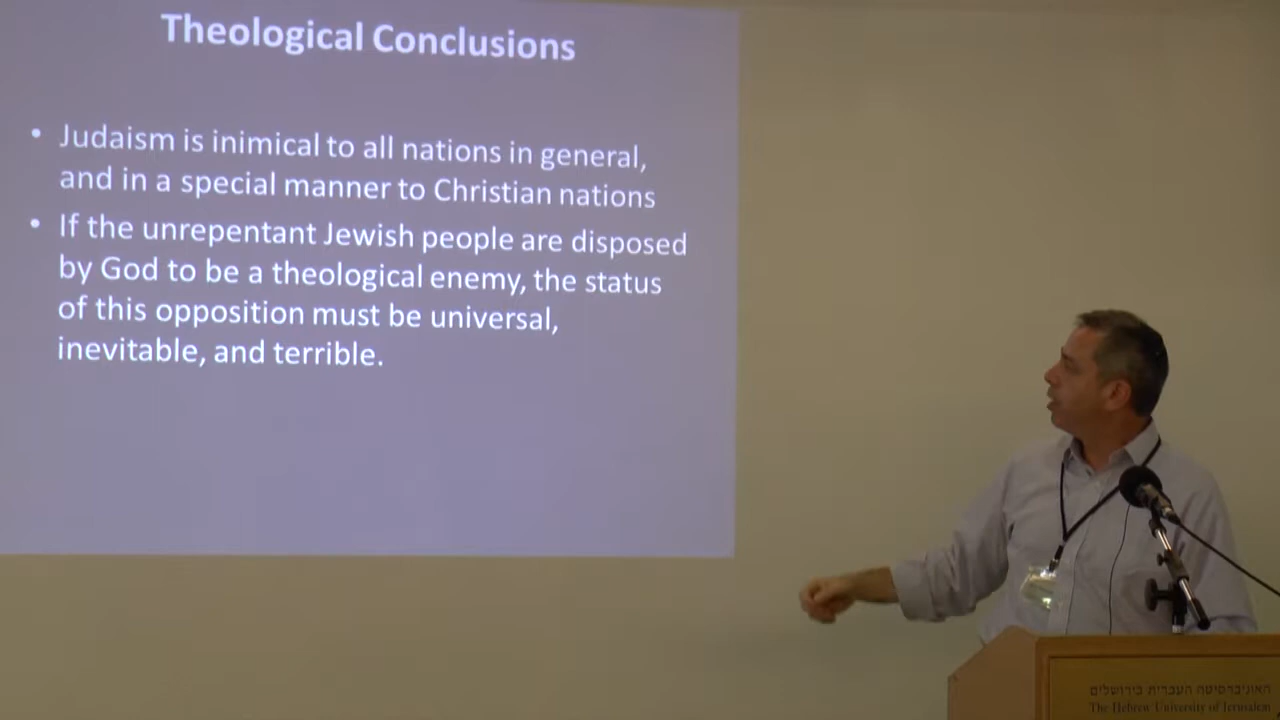 Theological Conclusions
• Judaism is inimical to all nations in general,
and in a special manner to Christian nations
• If the unrepentant Jewish people are disposed
by God to be a theological enemy, the status
of this opposition must be universal,
inevitable, and terrible.
האוניברסיטה העברית בירושלים
The Hebrew University of Jerusalem